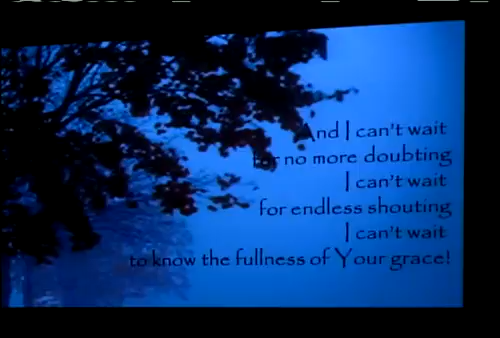 And I can't wait
for no more doubting
I can't wait
for endless shouting
I can't wait
to know the fullness of Your grace!